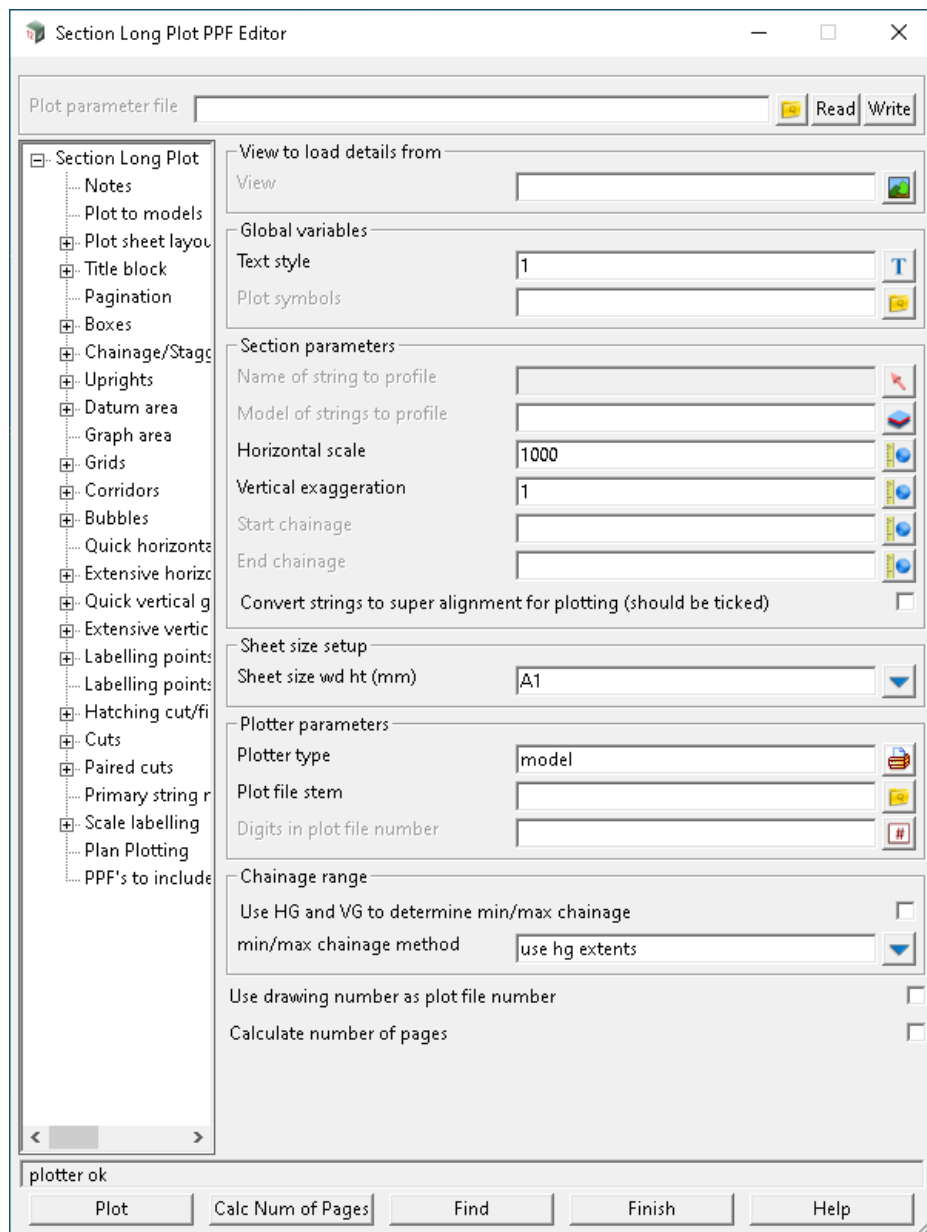 Section Long Plot PPF Editor
Plot parameter file
Read
Write
Section Long Plot
Notes
Plot to models
Plot sheet layou
Title block
Pagination
Boxes
Chainage/Stagg
Uprights
Datum area
Graph area
Grids
Corridors
Bubbles
Quick horizonta
Extensive horizo
Quick vertical g
Extensive vertic
Labelling points
Labelling points
Hatching cut/fi
Cuts
Paired cuts
Primary string r
Scale labelling
Plan Plotting
PPF's to include
View to load details from
View
Global variables
Text style 1
Plot symbols
Section parameters
Name of string to profile
Model of strings to profile
Horizontal scale 1000
Vertical exaggeration 1
Start chainage
End chainage
Convert strings to super alignment for plotting (should be ticked)
Sheet size setup
Sheet size wd ht (mm) A1
Plotter parameters
Plotter type model
Plot file stem
Digits in plot file number
Chainage range
Use HG and VG to determine min/max chainage
min/max chainage method use hg extents
Use drawing number as plot file number
Calculate number of pages
plotter ok
Plot
Calc Num of Pages
Find
Finish
Help